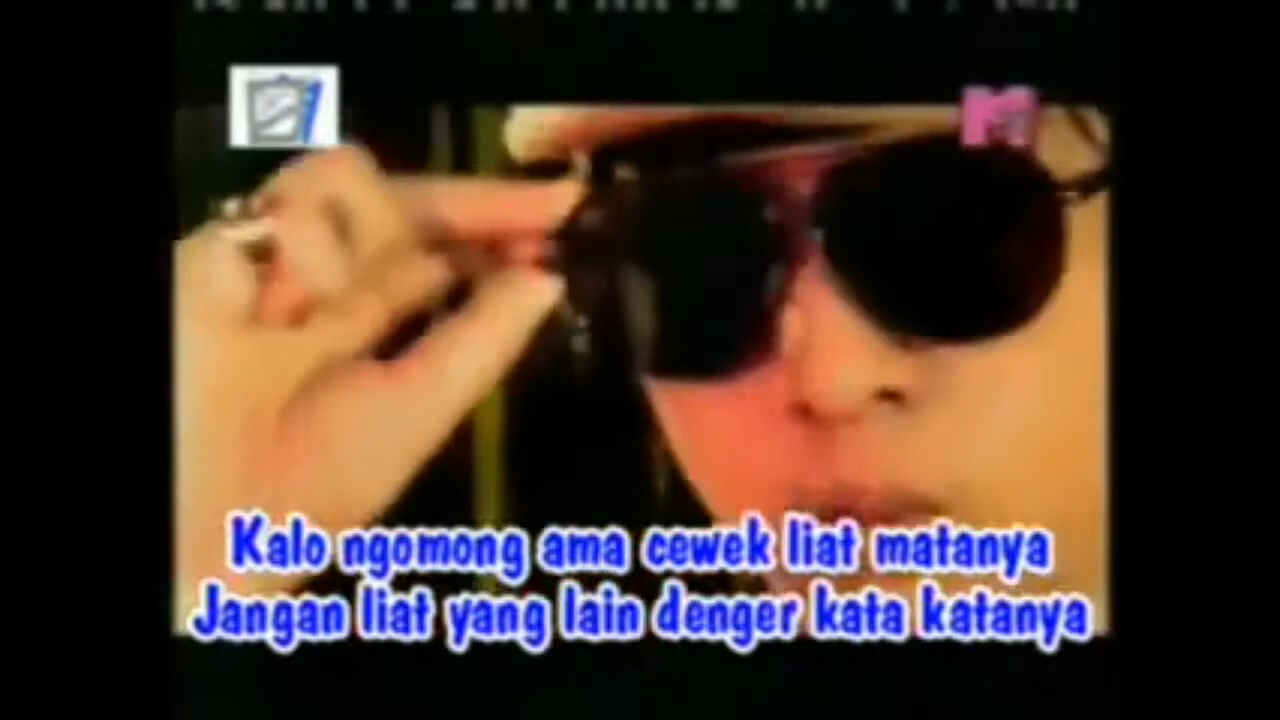 Kalo ngomong ama cewek liat matanya
Jangan liat yang lain denger kata katanya